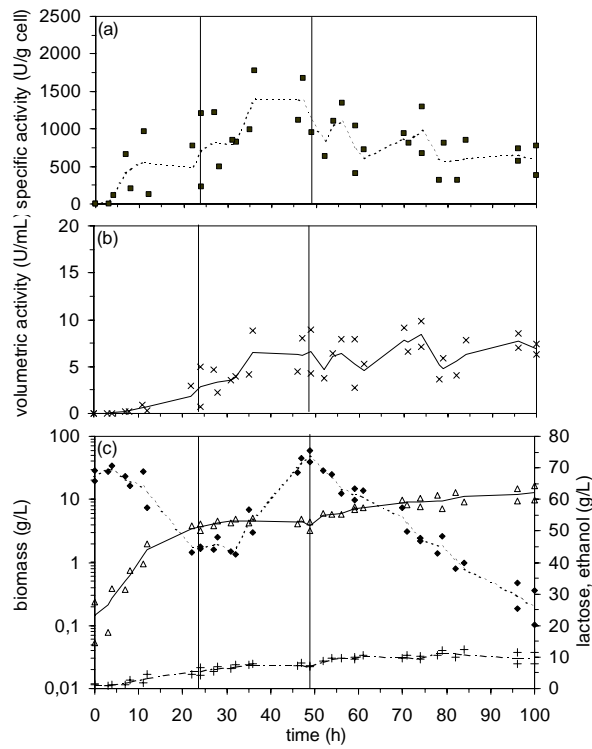 (a)
2500
2000
1500
1000
500
0
specific activity (U/g cell)
(b)
20
15
10
5
0
volumetric activity (U/mL)
(c)
100
10
1
0,1
0,01
biomass (g/L)
80
70
60
50
40
30
20
10
0
lactose, ethanol (g/L)
0 10 20 30 40 50 60 70 80 90 100
time (h)